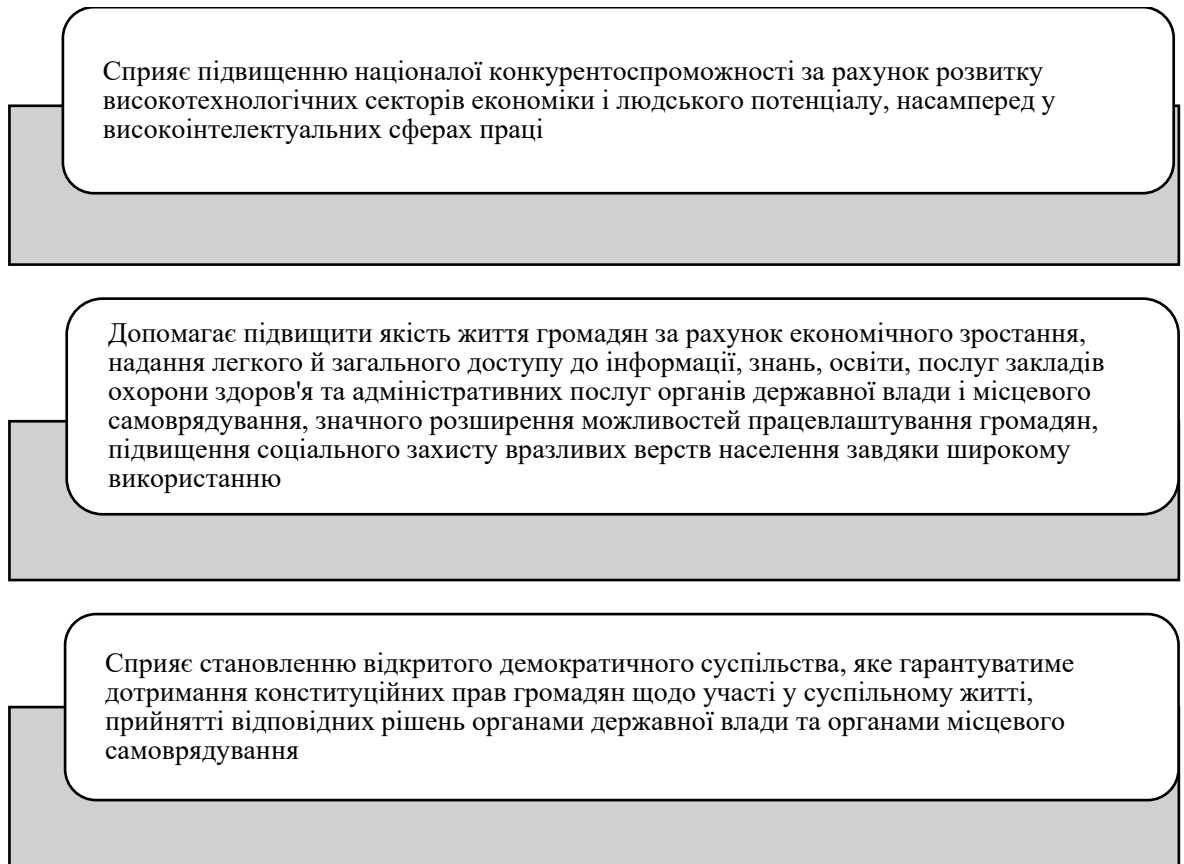 Сприяє підвищенню націоналої конкурентоспроможності за рахунок розвитку
високотехнологічних секторів економіки і людського потенціалу, насамперед у
високоінтелектуальних сферах праці
Допомагає підвищити якість життя громадян за рахунок економічного зростання,
надання легкого й загального доступу до інформації, знань, освіти, послуг закладів
охорони здоров'я та адміністративних послуг органів державної влади і місцевого
самоврядування, значного розширення можливостей працевлаштування громадян,
підвищення соціального захисту вразливих верств населення завдяки широкому
використанню
Сприяє становленню відкритого демократичного суспільства, яке гарантуватиме
дотримання конституційних прав громадян щодо участі у суспільному житті,
прийнятті відповідних рішень органами державної влади та органами місцевого
самоврядування